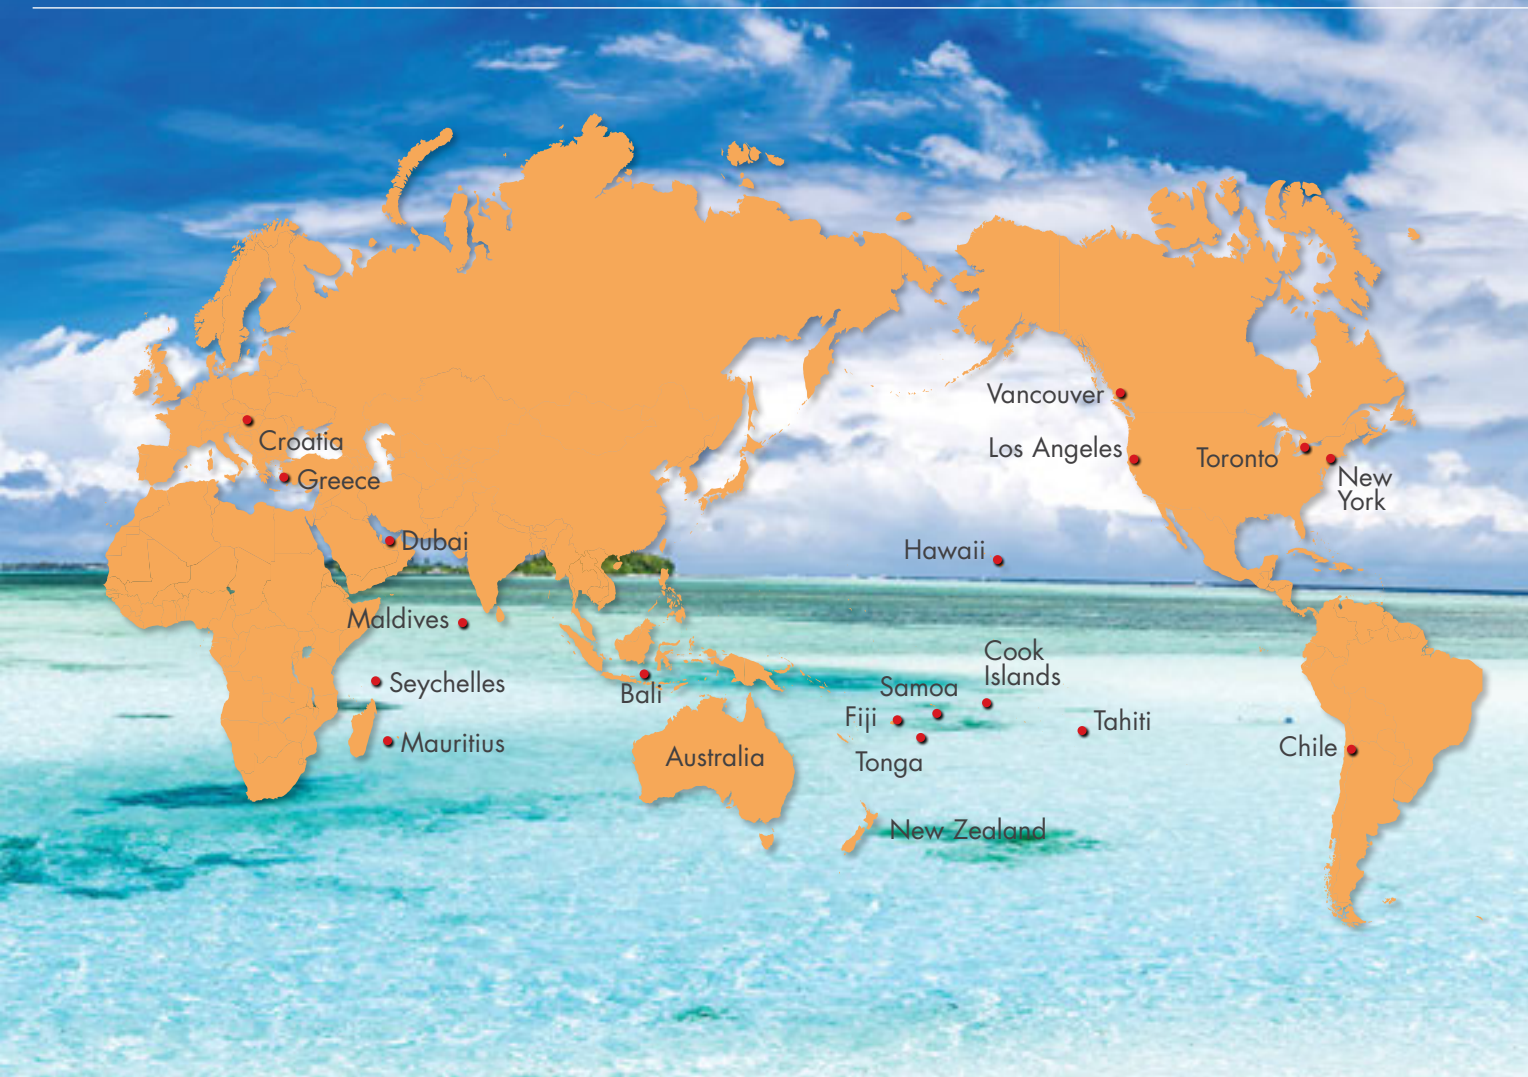 Vancouver
Croatia
Los Angeles
Toronto
Greece
New
York
Dubai
Hawaii
Maldives
Cook
Islands
Seychelles
Samoa
Bali
Fiji
Tahiti
Mauritius
Chile
Australia
Tonga
New Zealand